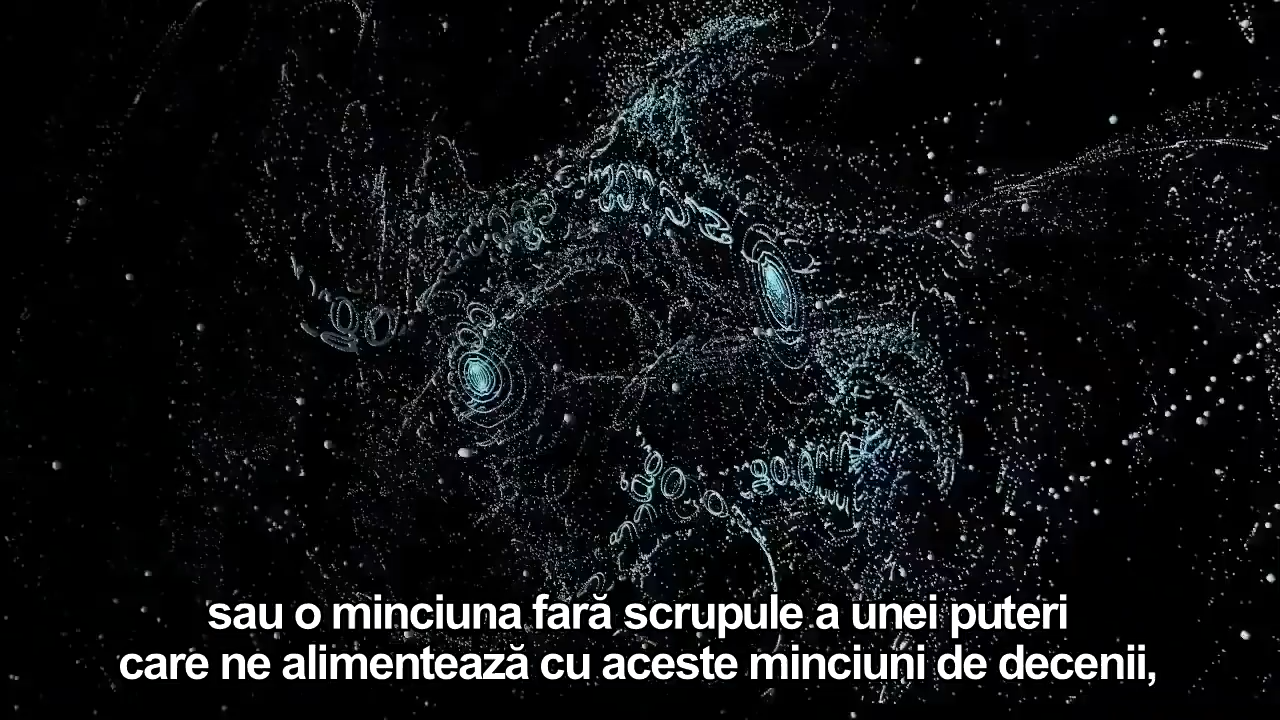 sau o minciuna fară scrupule a unei puteri
care ne alimentează cu aceste minciuni de decenii,